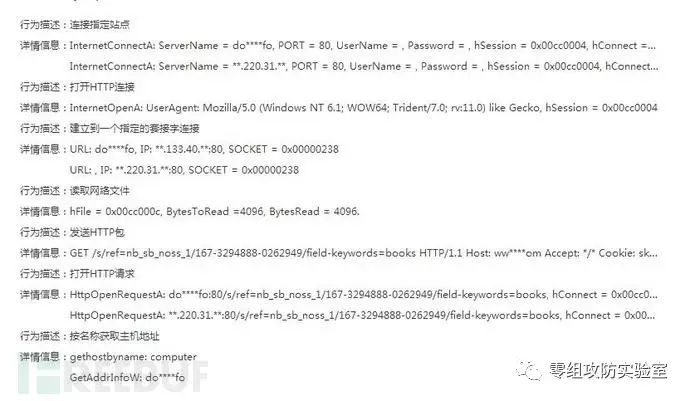 行为描述：连接指定站点
详情信息：InternetConnectA: ServerName = do****fo, PORT = 80, UserName = , Password = , hSession = 0x00cc0004, hConnect =...
InternetConnectA: ServerName = **.220.31.**, PORT = 80, UserName = , Password = , hSession = 0x00cc0004, hConnect...
行为描述：打开HTTP连接
详情信息：InternetOpenA: UserAgent: Mozilla/5.0 (Windows NT 6.1; WOW64; Trident/7.0; rv:11.0) like Gecko, hSession = 0x00cc0004
行为描述：建立到一个指定的套接字连接
详情信息：URL: do****fo, IP: **.133.40.**:80, SOCKET = 0x00000238
URL: , IP: **.220.31.**:80, SOCKET = 0x00000238
行为描述：读取网络文件
详情信息：hFile = 0x00cc000c, BytesToRead =4096, BytesRead = 4096.
行为描述：发送HTTP包
详情信息：GET /s/ref=nb_sb_noss_1/167-3294888-0262949/field-keywords=books HTTP/1.1 Host: ww****om Accept: */* Cookie: sk...
行为描述：打开HTTP请求
详情信息：HttpOpenRequestA: do****fo:80/s/ref=nb_sb_noss_1/167-3294888-0262949/field-keywords=books, hConnect = 0x00cc0...
HttpOpenRequestA: **.220.31.**:80/s/ref=nb_sb_noss_1/167-3294888-0262949/field-keywords=books, hConnect = 0x00...
行为描述：按名称获取主机地址
详情信息：gethostbyname: computer
GetAddrInfoW: do****fo
FREEBUF
零组攻防实验室